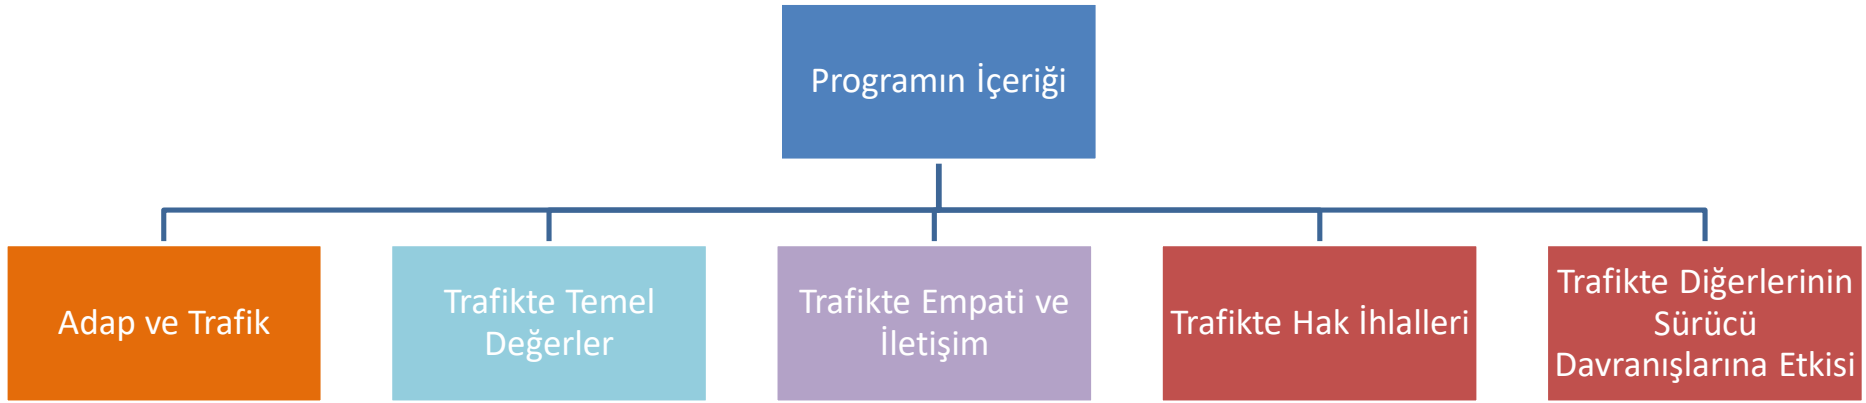 Programın İçeriği
Adap ve Trafik
Trafikte Temel
Değerler
Trafikte Empati ve
İletişim
Trafikte Hak İhlalleri
Trafikte Diğerlerinin
Sürücü
Davranışlarına Etkisi